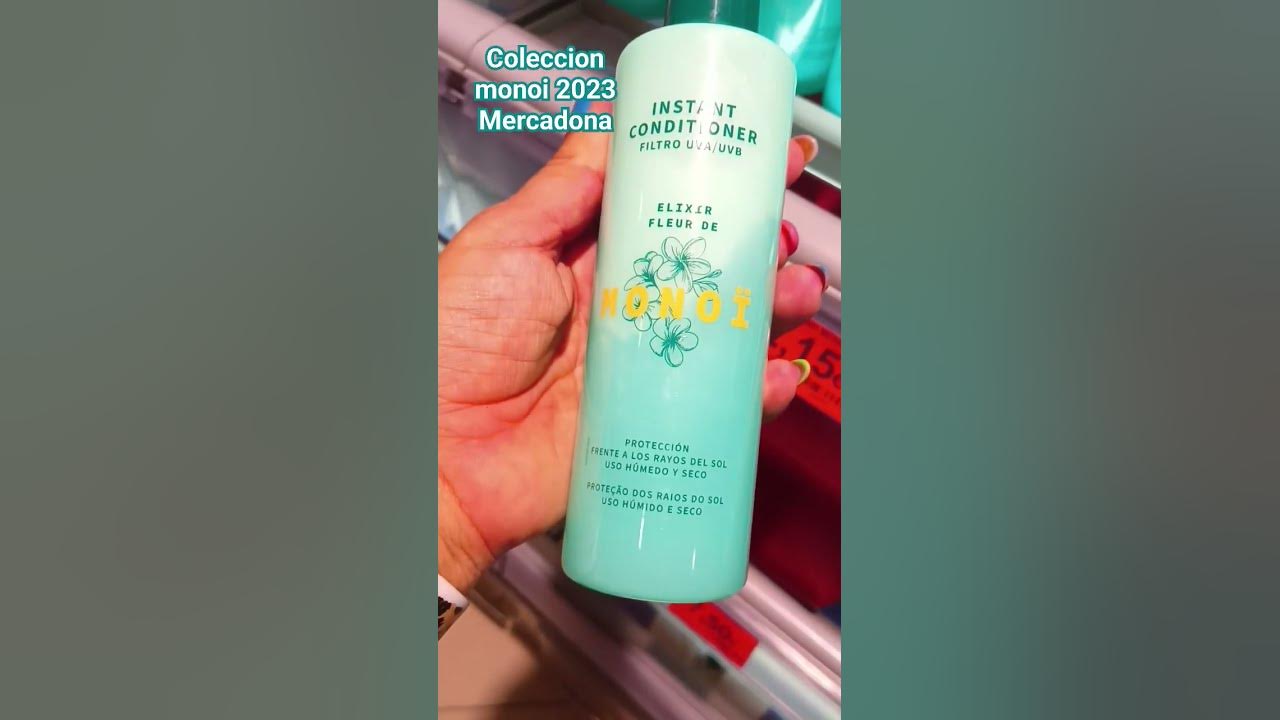 Coleccion
monoi 2023
Mercadona
INSTANT
CONDITIONER
FILTRO UVA/UVB
ELIXIR
FLEUR DE
MONOÏ
PROTECCIÓN
FRENTE A LOS RAYOS DEL SOL
USO HÚMEDO Y SECO
PROTEÇÃO DOS RAIOS DO SOL
USO HÚMIDO E SECO